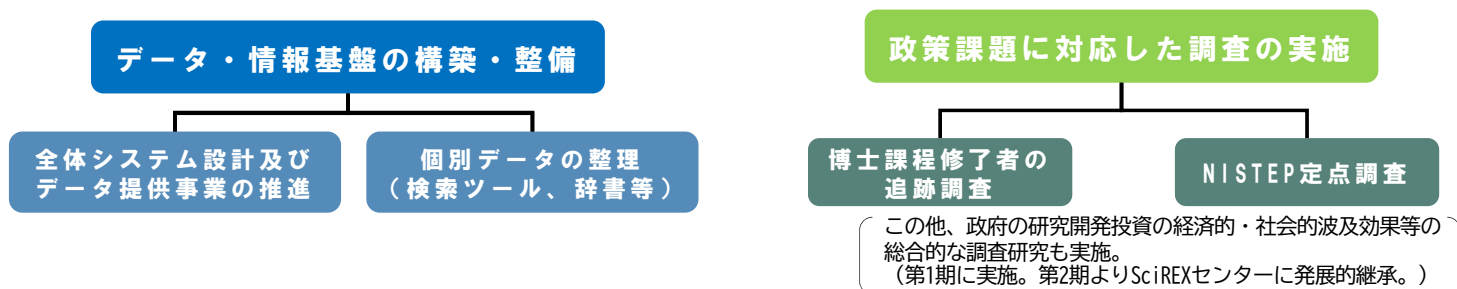 データ・情報基盤の構築・整備
全体システム設計及び
データ提供事業の推進
個別データの整理
（検索ツール、辞書等）
政策課題に対応した調査の実施
博士課程修了者の
追跡調査
NISTEP定点調査
この他、政府の研究開発投資の経済的・社会的波及効果等の
総合的な調査研究も実施。
（第1期に実施。第2期よりSciREXセンターに発展的継承。）